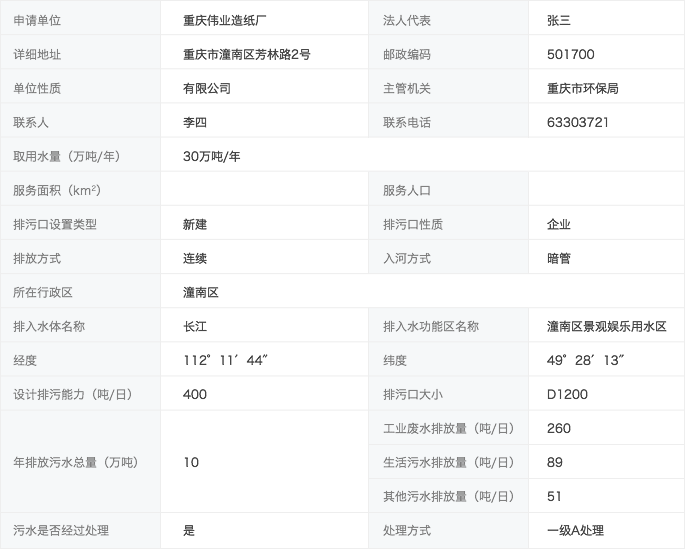 申请单位 重庆伟业造纸厂 法人代表 张三
详细地址 重庆市潼南区芳林路2号 邮政编码 501700
单位性质 有限公司 主管机关 重庆市环保局
联系人 李四 联系电话 63303721
取用水量（万吨/年） 30万吨/年
服务面积（km²） 服务人口
排污口设置类型 新建 排污口性质 企业
排放方式 连续 入河方式 暗管
所在行政区 潼南区
排入水体名称 长江 排入水功能区名称 潼南区景观娱乐用水区
经度 112°11′44″ 纬度 49°28′13″
设计排污能力（吨/日） 400 排污口大小 D1200
工业废水排放量（吨/日） 260
年排放污水总量（万吨） 10 生活污水排放量（吨/日） 89
其他污水排放量（吨/日） 51
污水是否经过处理 是 处理方式 一级A处理